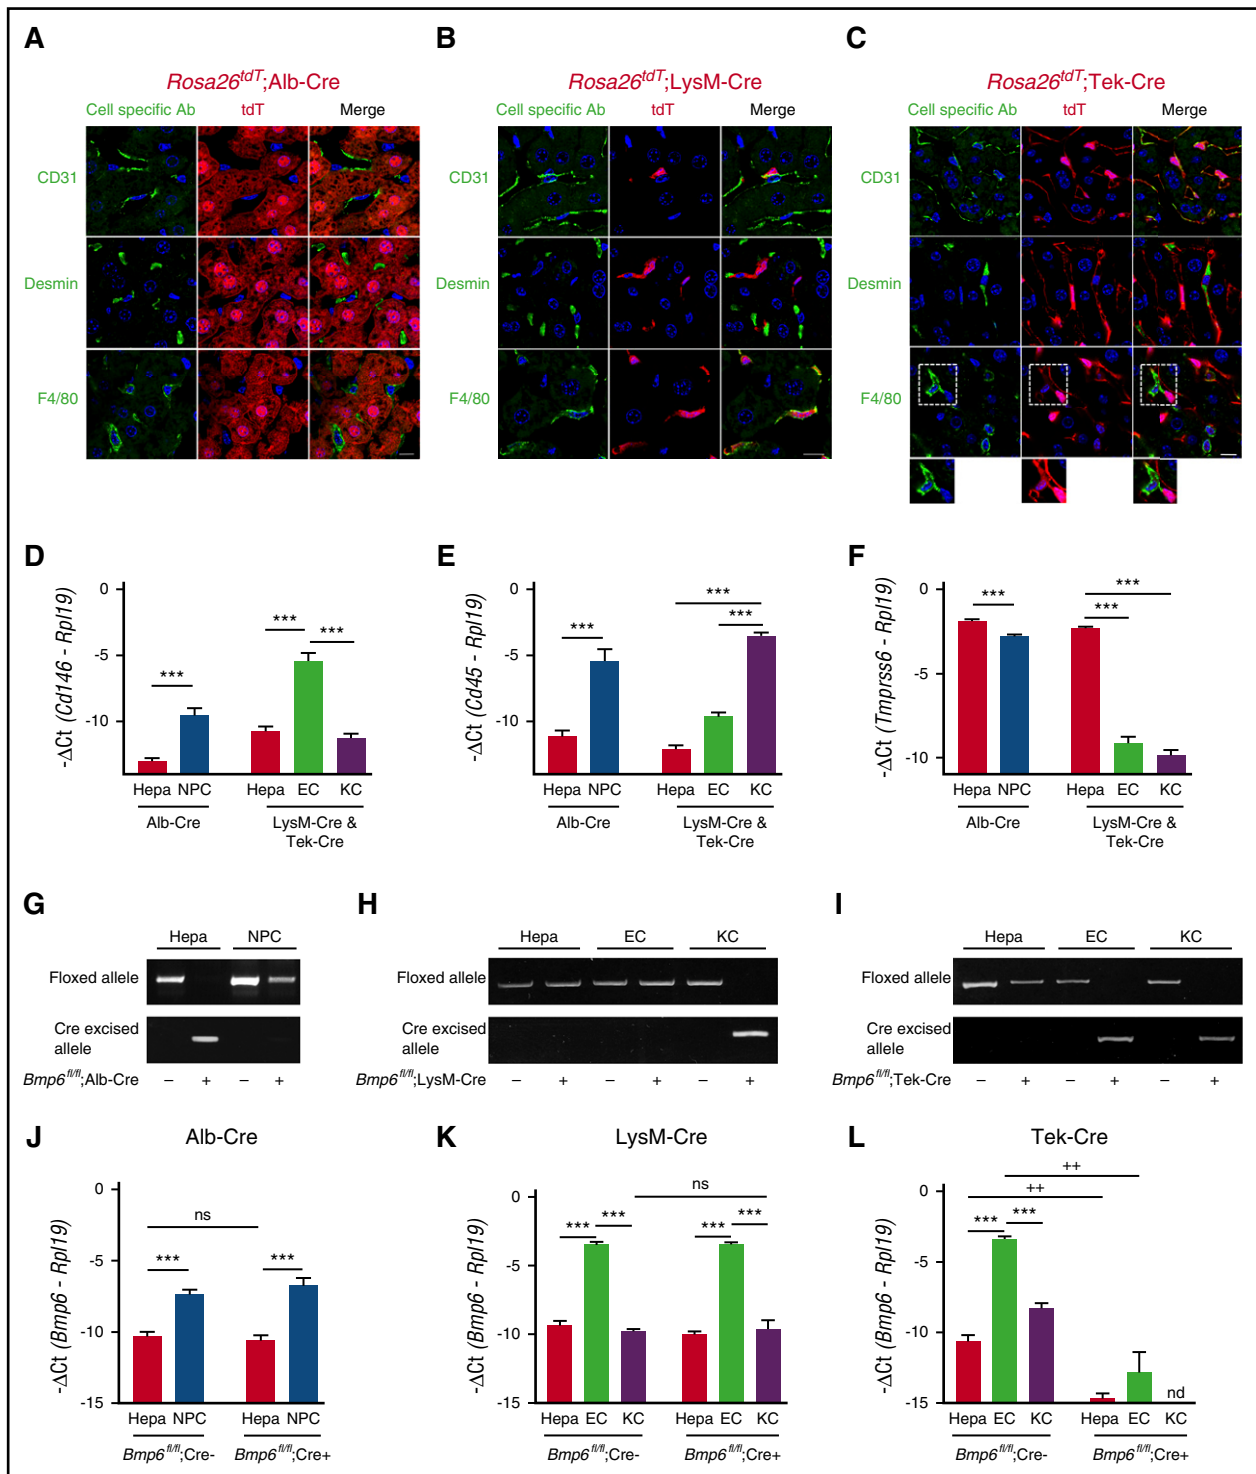 A
B
C
Rosa26tdT;Alb-Cre
Rosa26tdT;LysM-Cre
Rosa26tdT;Tek-Cre
Cell specific Ab tdT Merge
Cell specific Ab tdT Merge
Cell specific Ab tdT Merge
CD31
CD31
CD31
Desmin
Desmin
Desmin
F4/80
F4/80
F4/80
D
0
-5
-10
-ΔCt (Cd146 - Rpl19)
***
***
***
Hepa NPC
Hepa EC KC
Alb-Cre
LysM-Cre &
Tek-Cre
E
0
-5
-10
-ΔCt (Cd45 - Rpl19)
***
***
***
Hepa NPC
Hepa EC KC
Alb-Cre
LysM-Cre &
Tek-Cre
F
0
-5
-10
-ΔCt (Tmprss6 - Rpl19)
***
***
***
Hepa NPC
Hepa EC KC
Alb-Cre
LysM-Cre &
Tek-Cre
G
Hepa NPC
Floxed allele
Cre excised
allele
Bmp6fl/fl;Alb-Cre – + – +
H
Hepa EC KC
Floxed allele
Cre excised
allele
Bmp6fl/fl;LysM-Cre – + – + – +
I
Hepa EC KC
Floxed allele
Cre excised
allele
Bmp6fl/fl;Tek-Cre – + – + – +
J
Alb-Cre
0
-5
-10
-15
-ΔCt (Bmp6 - Rpl19)
ns
***
***
Hepa NPC
Hepa NPC
Bmp6fl/fl;Cre-
Bmp6fl/fl;Cre+
K
LysM-Cre
0
-5
-10
-15
-ΔCt (Bmp6 - Rpl19)
ns
*** ***
*** ***
Hepa EC KC
Hepa EC KC
Bmp6fl/fl;Cre-
Bmp6fl/fl;Cre+
L
Tek-Cre
0
-5
-10
-15
-ΔCt (Bmp6 - Rpl19)
++
++
*** ***
nd
Hepa EC KC
Hepa EC KC
Bmp6fl/fl;Cre-
Bmp6fl/fl;Cre+